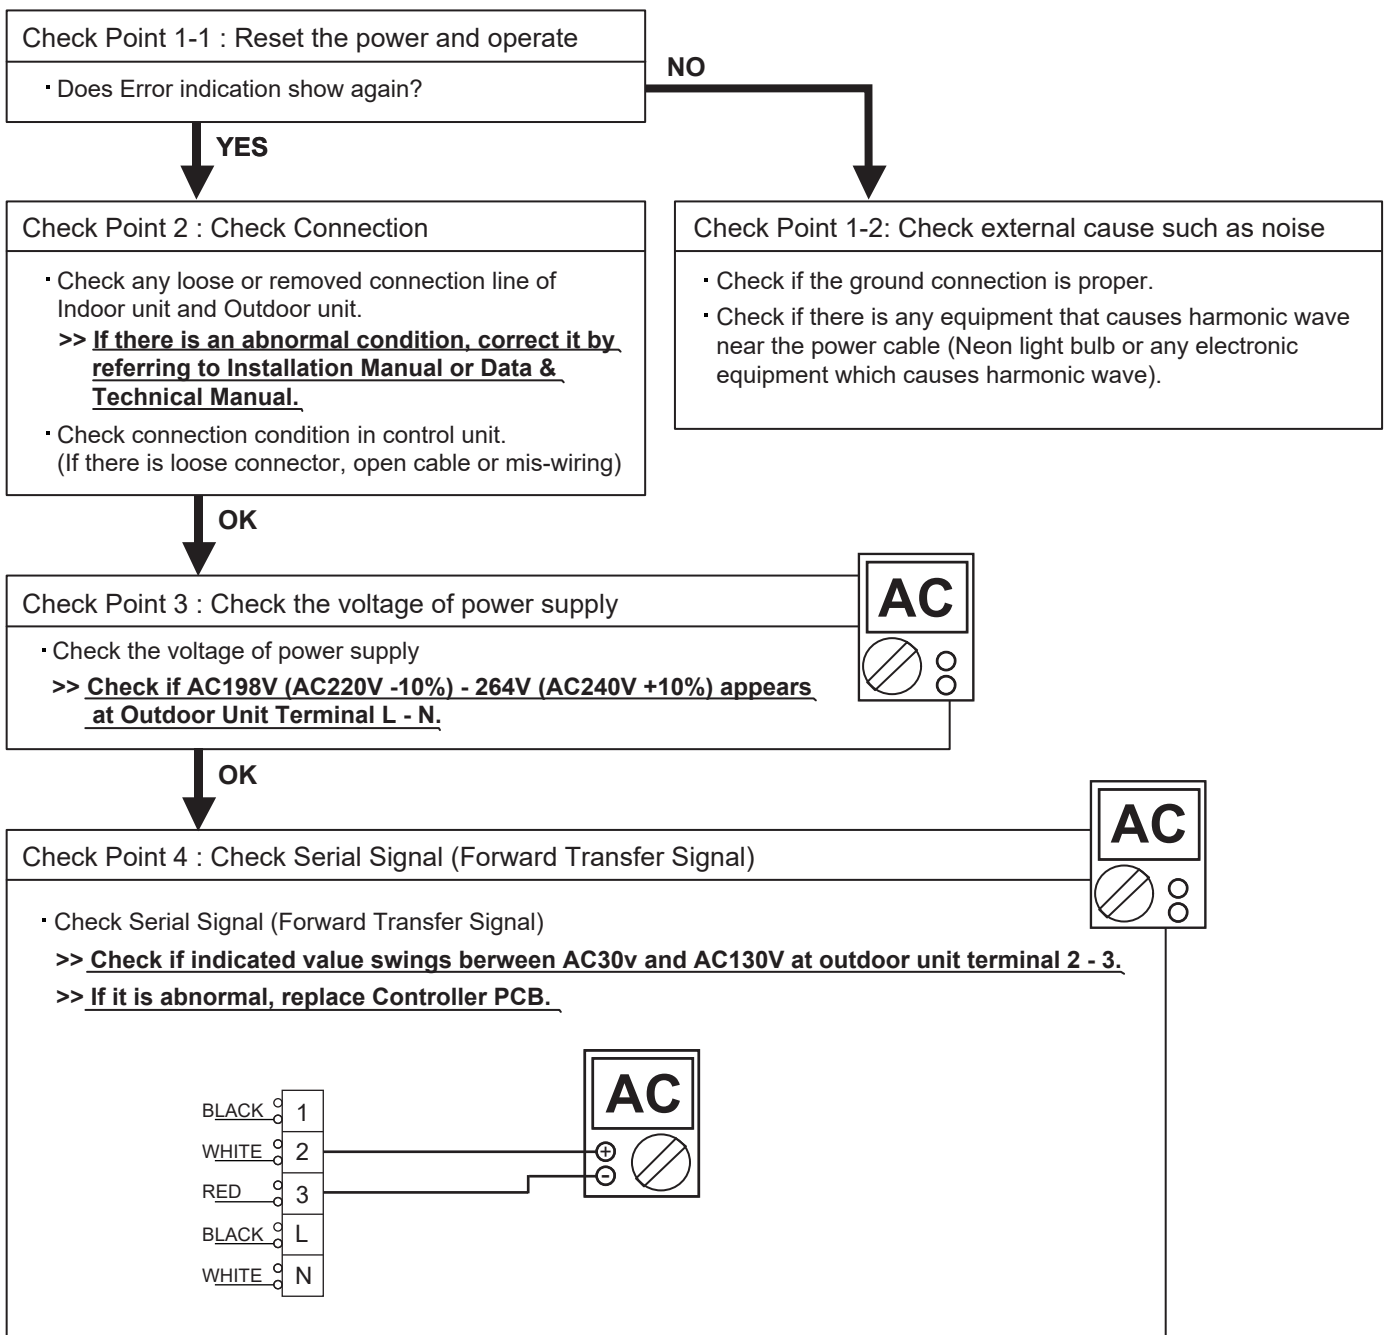 Check Point 1-1 : Reset the power and operate
· Does Error indication show again?
NO
YES
Check Point 2 : Check Connection
· Check any loose or removed connection line of
Indoor unit and Outdoor unit.
>> If there is an abnormal condition, correct it by
referring to Installation Manual or Data &
Technical Manual.
· Check connection condition in control unit.
(If there is loose connector, open cable or mis-wiring)
Check Point 1-2: Check external cause such as noise
· Check if the ground connection is proper.
· Check if there is any equipment that causes harmonic wave
near the power cable (Neon light bulb or any electronic
equipment which causes harmonic wave).
OK
Check Point 3 : Check the voltage of power supply
AC
· Check the voltage of power supply
>> Check if AC198V (AC220V -10%) - 264V (AC240V +10%) appears
at Outdoor Unit Terminal L - N.
OK
Check Point 4 : Check Serial Signal (Forward Transfer Signal)
AC
· Check Serial Signal (Forward Transfer Signal)
>> Check if indicated value swings berween AC30v and AC130V at outdoor unit terminal 2 - 3.
>> If it is abnormal, replace Controller PCB.
AC
BLACK 1
WHITE 2
+
RED 3
-
BLACK L
WHITE N